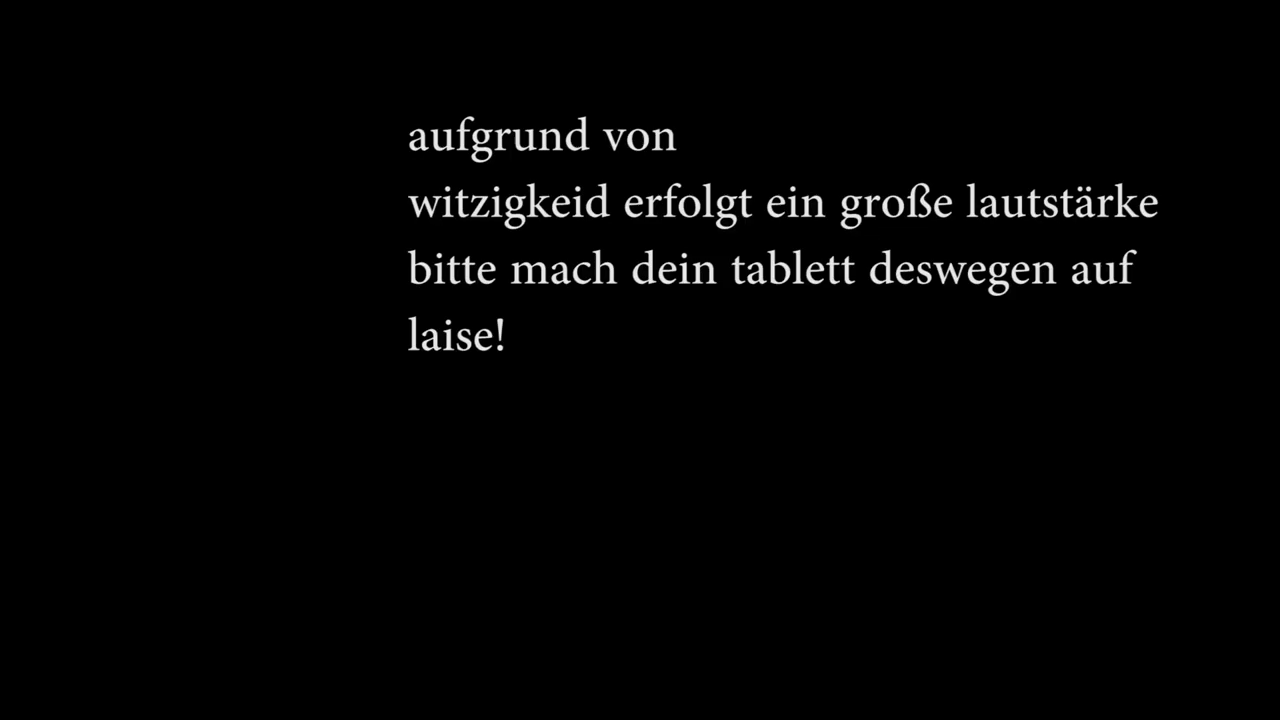 aufgrund von
witzigkeid erfolgt ein große lautstärke
bitte mach dein tablett deswegen auf
laise!